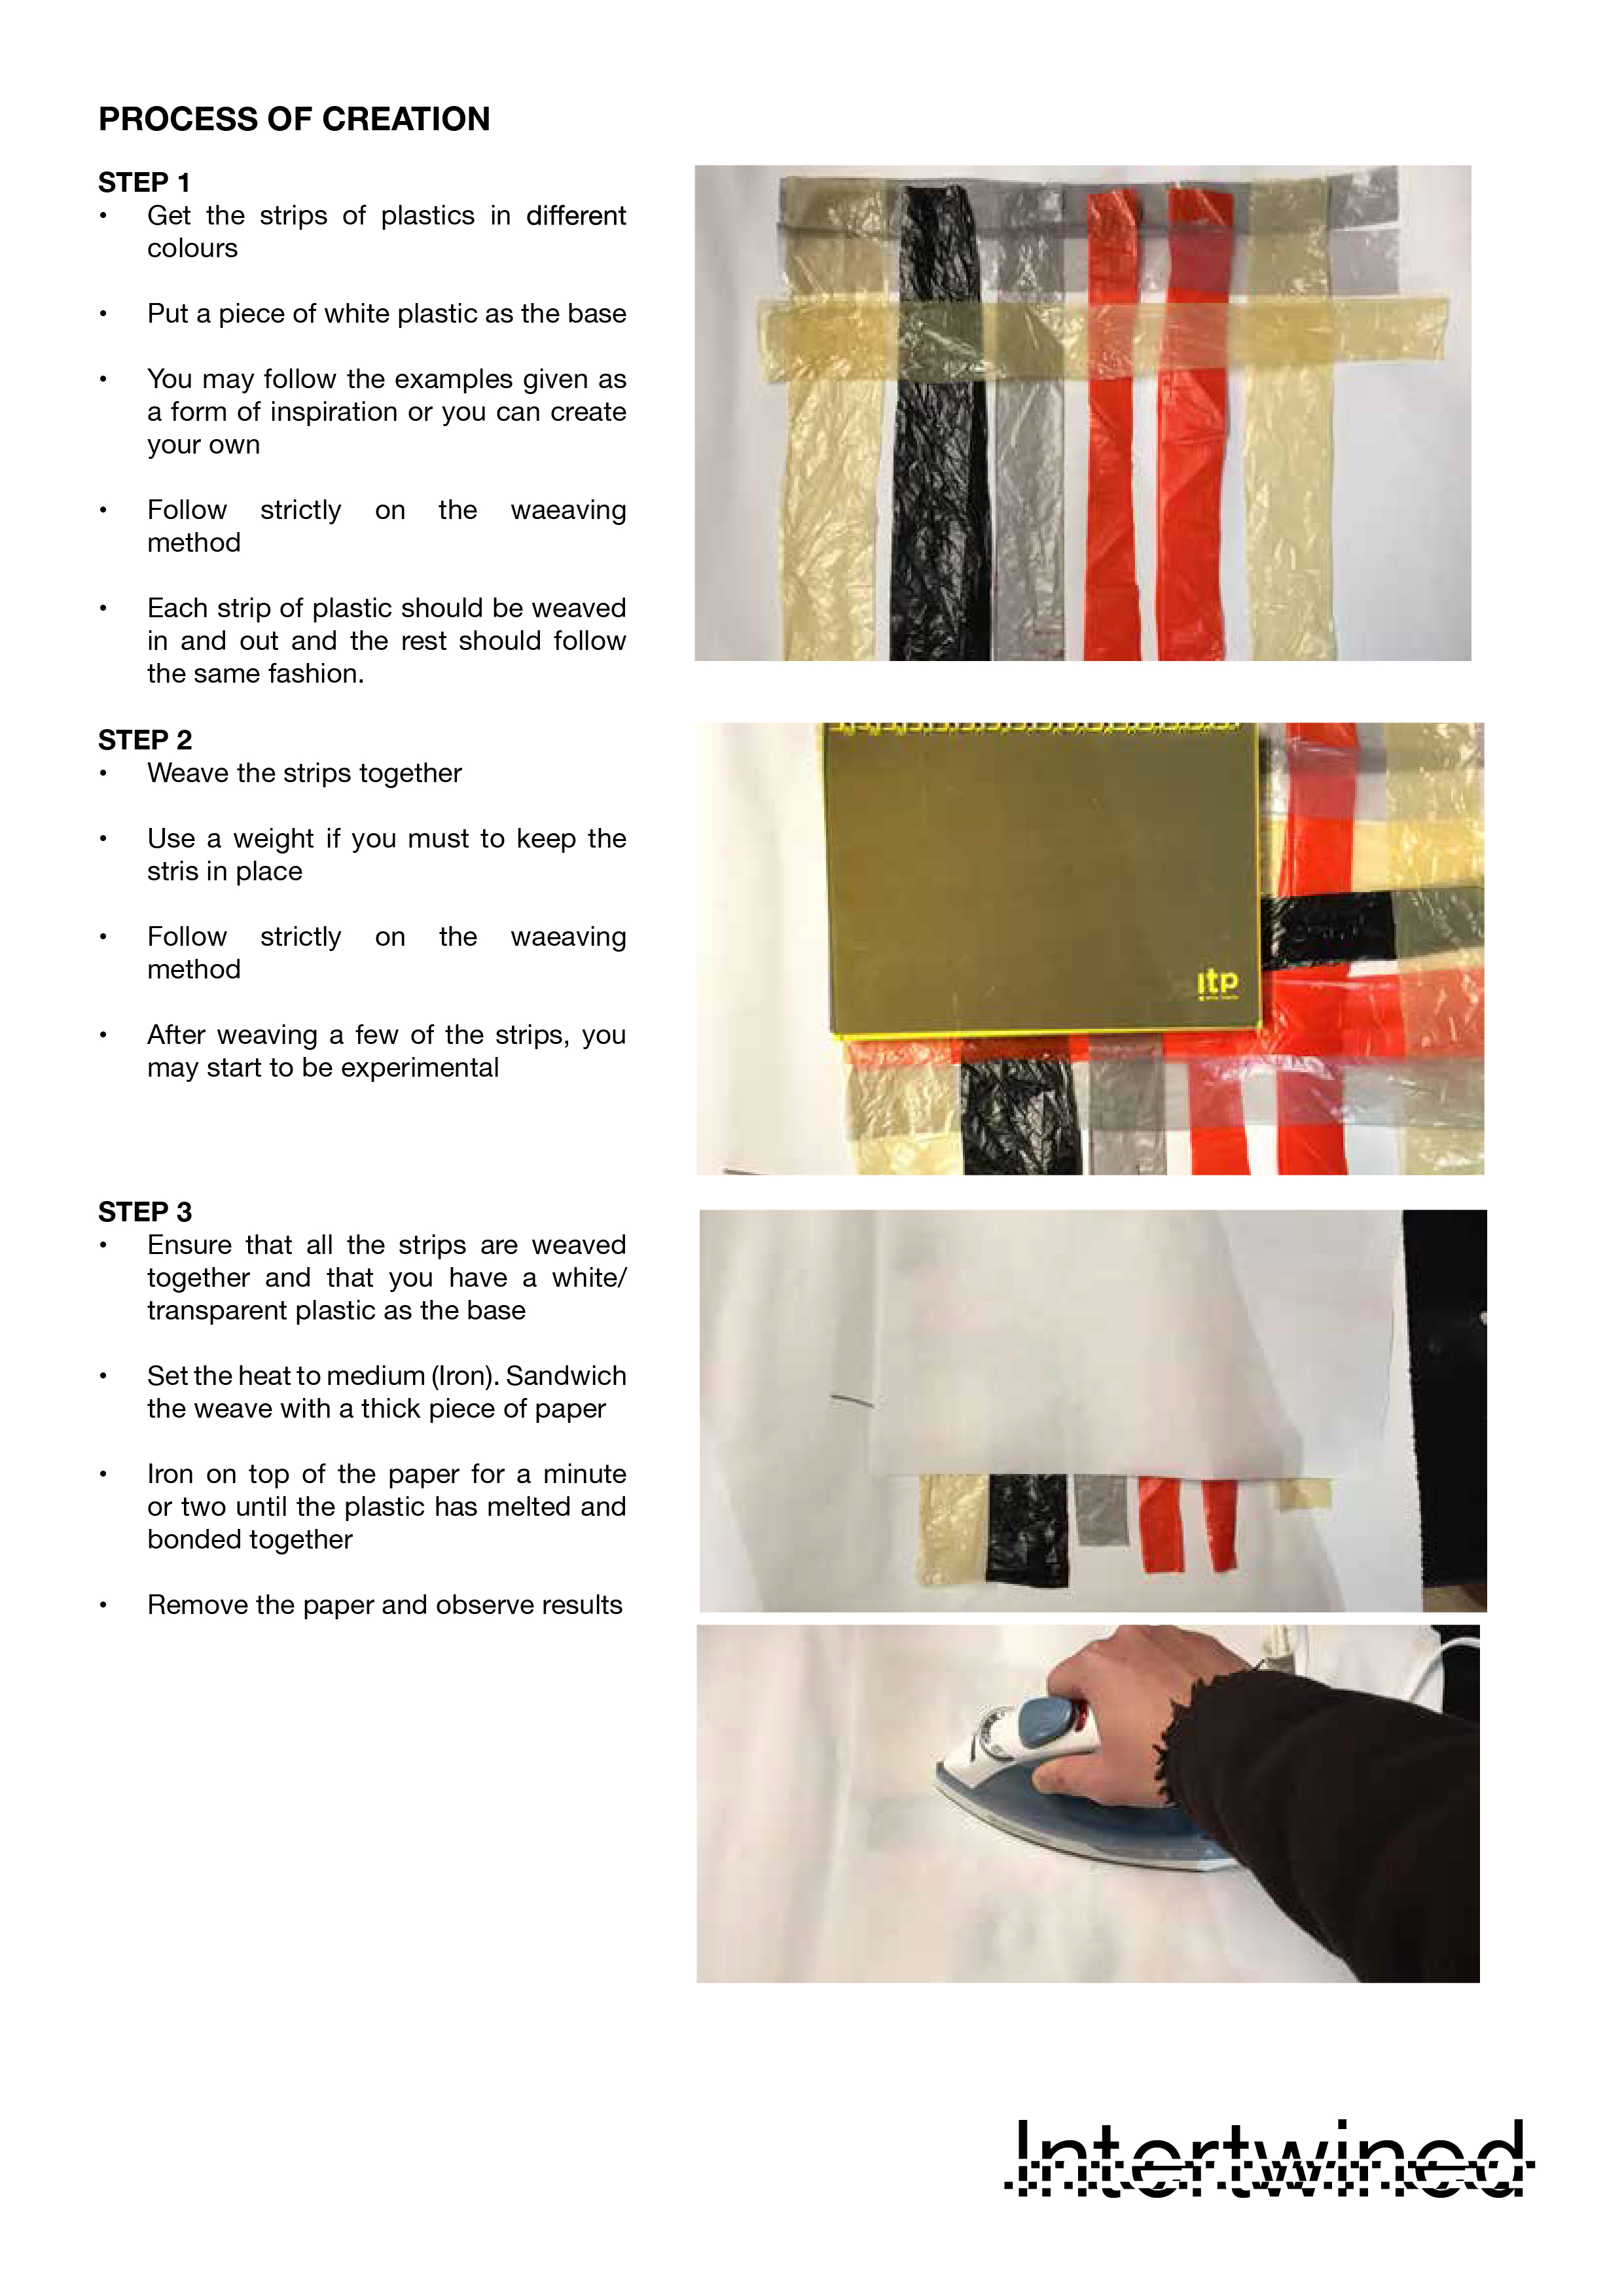 PROCESS OF CREATION
STEP 1
• Get the strips of plastics in different
colours
• Put a piece of white plastic as the base
• You may follow the examples given as
a form of inspiration or you can create
your own
• Follow strictly on the waeaving
method
• Each strip of plastic should be weaved
in and out and the rest should follow
the same fashion.
STEP 2
• Weave the strips together
• Use a weight if you must to keep the
stris in place
• Follow strictly on the waeaving
method
• After weaving a few of the strips, you
may start to be experimental
itp
STEP 3
• Ensure that all the strips are weaved
together and that you have a white/
transparent plastic as the base
• Set the heat to medium (Iron). Sandwich
the weave with a thick piece of paper
• Iron on top of the paper for a minute
or two until the plastic has melted and
bonded together
• Remove the paper and observe results
Intertwined